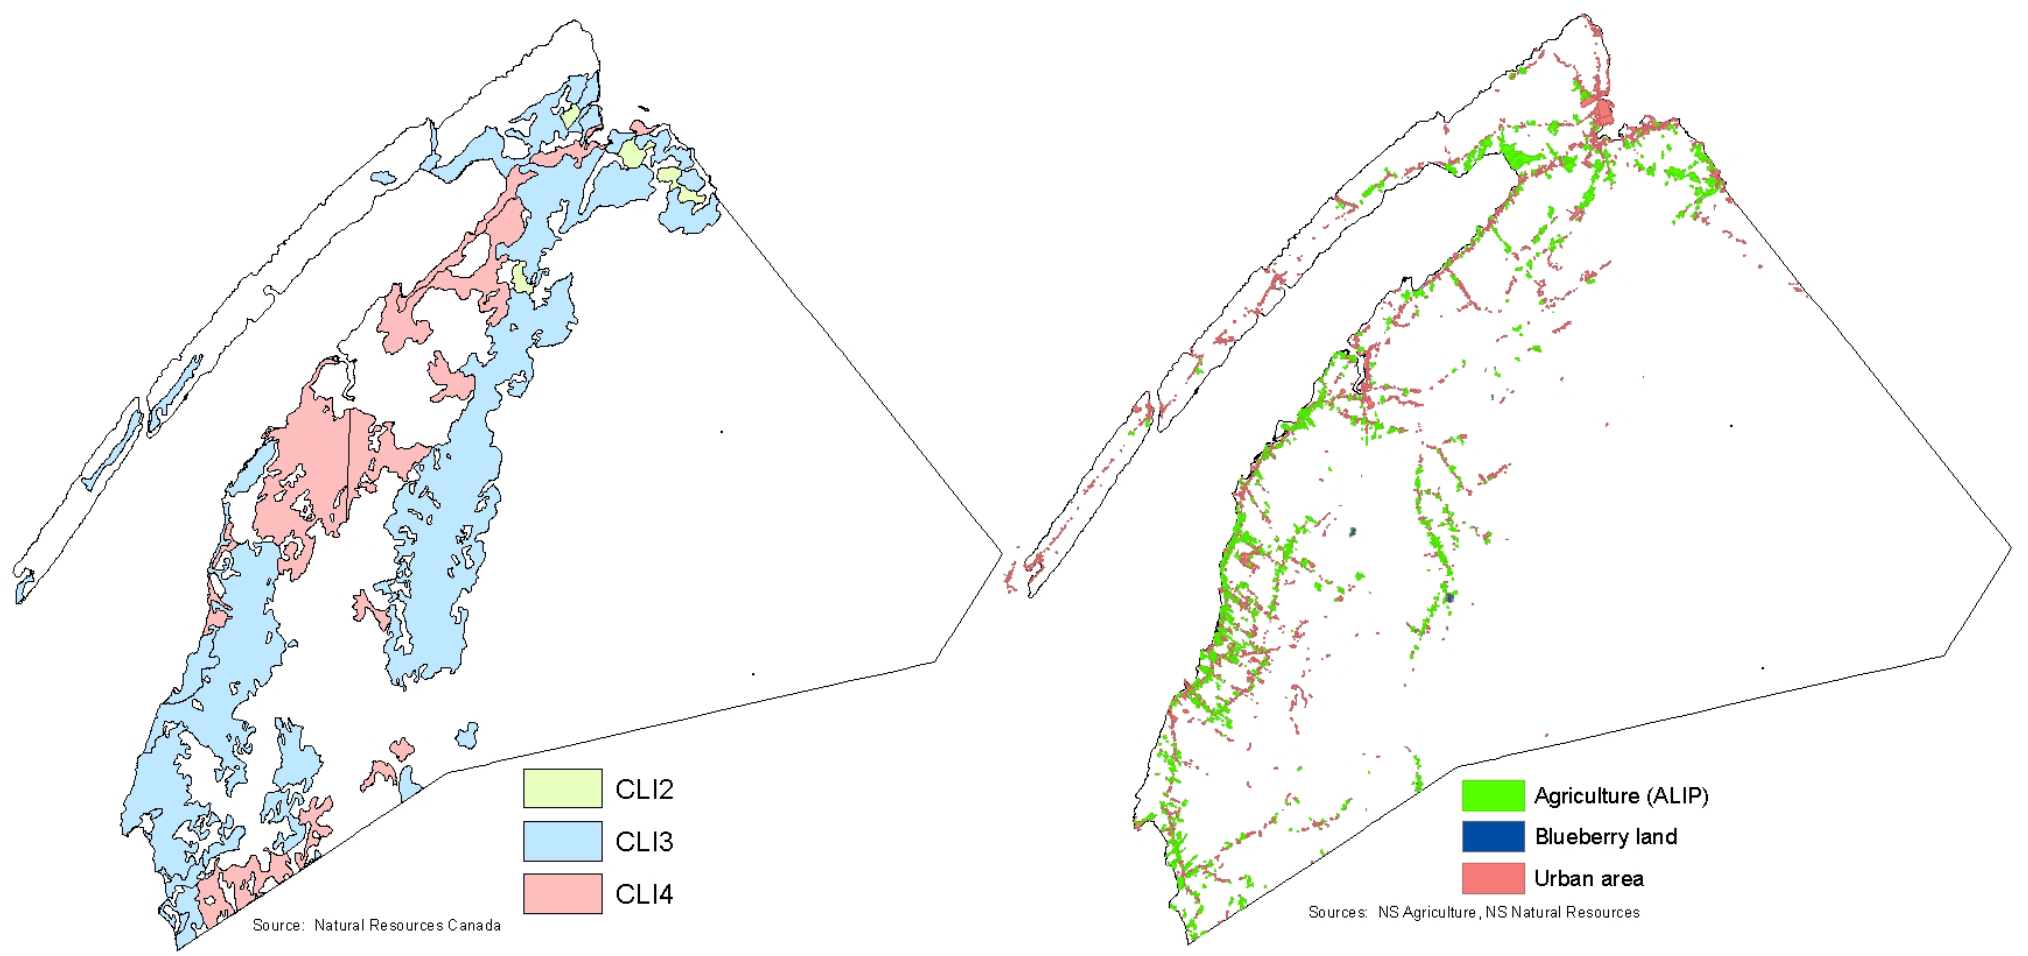 CLI2
CLI3
CLI4
Source: Natural Resources Canada
Agriculture (ALIP)
Blueberry land
Urban area
Sources: NS Agriculture, NS Natural Resources